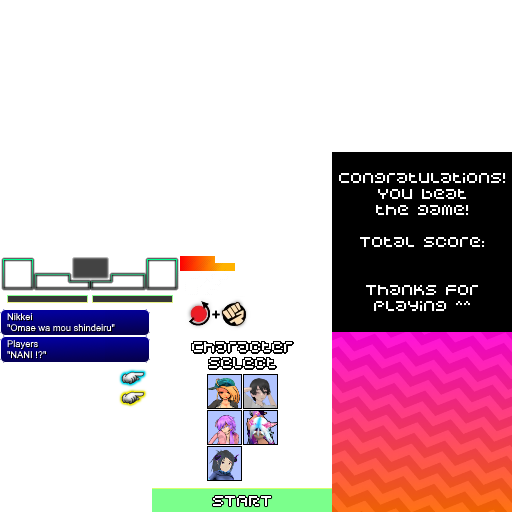 Congratulations!
You beat
the game!
Total score:
Thanks for
playing ^^
Nikkei
"Omae wa mou shindeiru"
Players
"NANI !?"
+
Character
Select
START